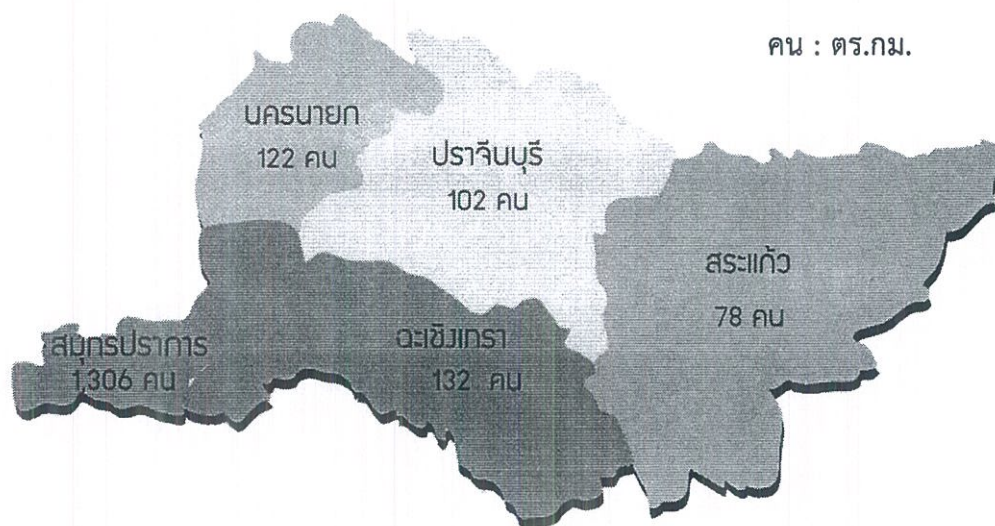 คน : ตร.กม.
นครนายก
122 คน
ปราจีนบุรี
102 คน
สระแก้ว
78 คน
ฉะเชิงเทรา
132 คน
สมุทรปราการ
1,306 คน